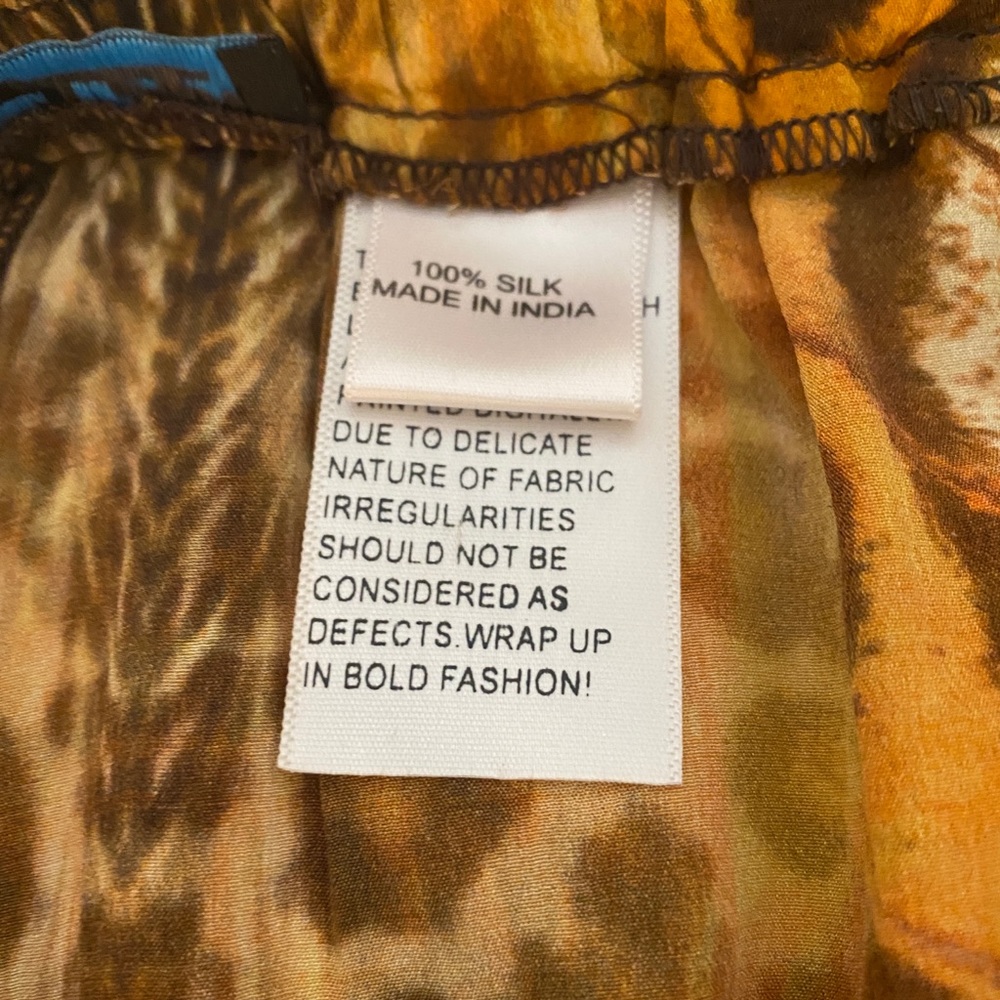 100% SILK
MADE IN INDIA
DUE TO DELICATE
NATURE OF FABRIC
IRREGULARITIES
SHOULD NOT BE
CONSIDERED AS
DEFECTS.WRAP UP
IN BOLD FASHION!